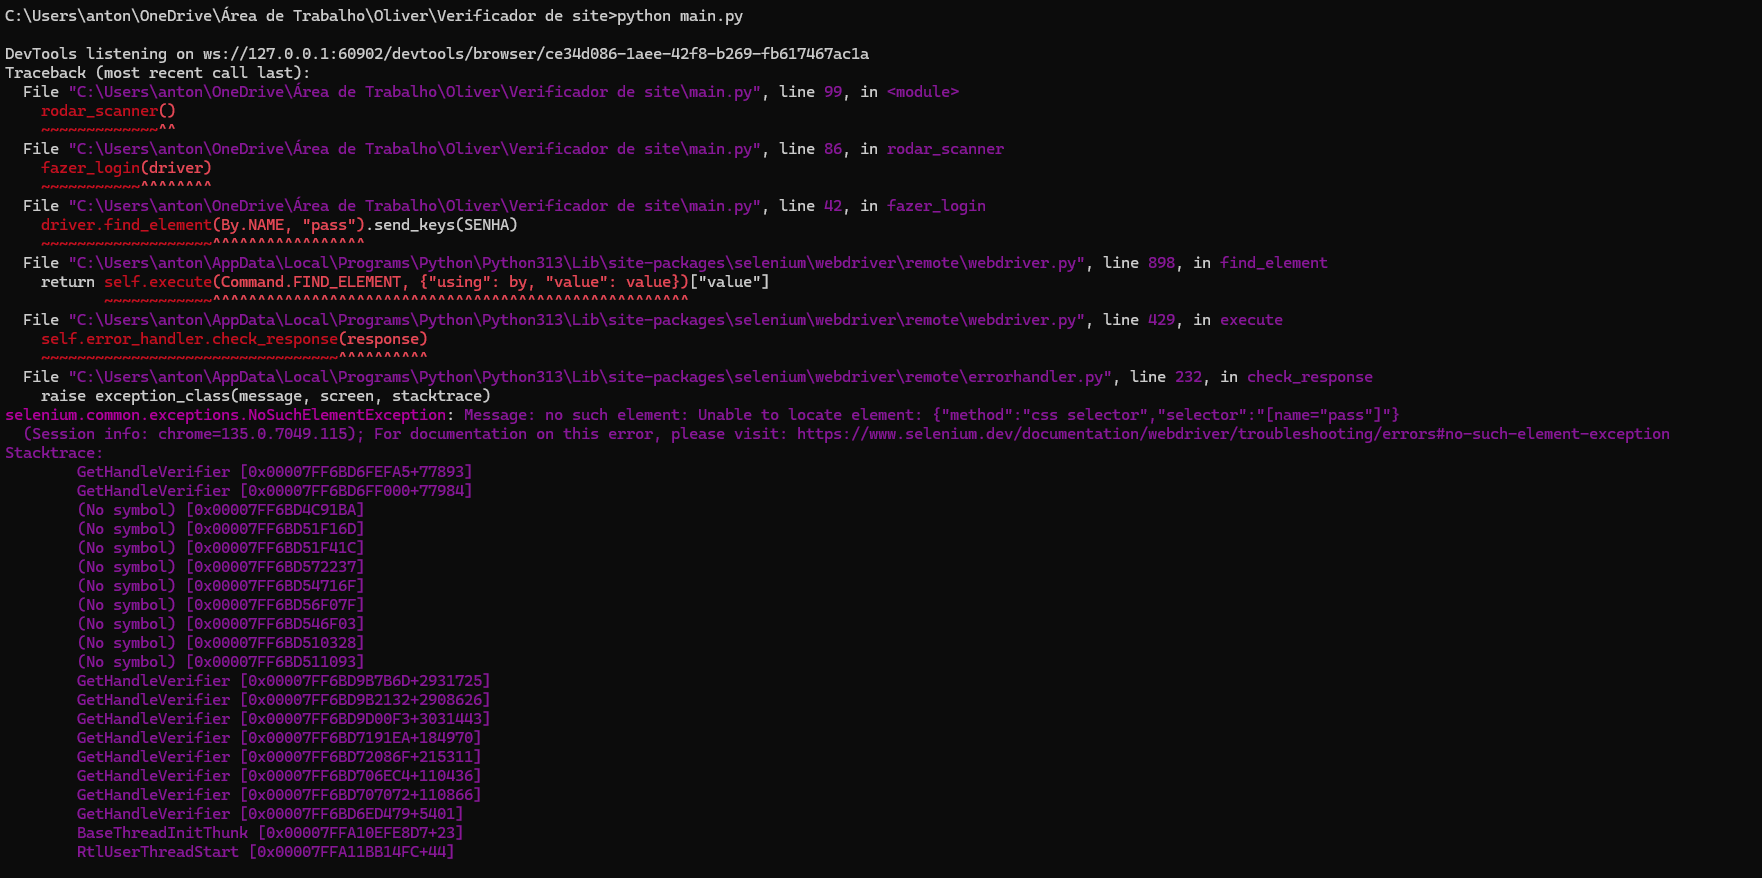 C:\Users\anton\OneDrive\Área de Trabalho\Oliver\Verificador de site>python main.py
DevTools listening on ws://127.0.0.1:60902/devtools/browser/ce34d086-1aee-42f8-b269-fb617467ac1a
Traceback (most recent call last):
  File "C:\Users\anton\OneDrive\Área de Trabalho\Oliver\Verificador de site\main.py", line 99, in <module>
    rodar_scanner()
    ~~~~~~~~~~~~~^^
  File "C:\Users\anton\OneDrive\Área de Trabalho\Oliver\Verificador de site\main.py", line 86, in rodar_scanner
    fazer_login(driver)
    ~~~~~~~~~~~^^^^^^^^
  File "C:\Users\anton\OneDrive\Área de Trabalho\Oliver\Verificador de site\main.py", line 42, in fazer_login
    driver.find_element(By.NAME, "pass").send_keys(SENHA)
    ~~~~~~~~~~~~~~~~~~~^^^^^^^^^^^^^^^^^
  File "C:\Users\anton\AppData\Local\Programs\Python\Python313\Lib\site-packages\selenium\webdriver\remote\webdriver.py", line 898, in find_element
    return self.execute(Command.FIND_ELEMENT, {"using": by, "value": value})["value"]
           ~~~~~~~~~~~~^^^^^^^^^^^^^^^^^^^^^^^^^^^^^^^^^^^^^^^^^^^^^^^^^^^^^
  File "C:\Users\anton\AppData\Local\Programs\Python\Python313\Lib\site-packages\selenium\webdriver\remote\webdriver.py", line 429, in execute
    self.error_handler.check_response(response)
    ~~~~~~~~~~~~~~~~~~~~~~~~~~~~~~~~~^^^^^^^^^^
  File "C:\Users\anton\AppData\Local\Programs\Python\Python313\Lib\site-packages\selenium\webdriver\remote\errorhandler.py", line 232, in check_response
    raise exception_class(message, screen, stacktrace)
selenium.common.exceptions.NoSuchElementException: Message: no such element: Unable to locate element: {"method":"css selector","selector":"[name="pass"]"}
  (Session info: chrome=135.0.7049.115); For documentation on this error, please visit: https://www.selenium.dev/documentation/webdriver/troubleshooting/errors#no-such-element-exception
Stacktrace:
        GetHandleVerifier [0x00007FF6BD6FEFA5+77893]
        GetHandleVerifier [0x00007FF6BD6FF000+77984]
        (No symbol) [0x00007FF6BD4C91BA]
        (No symbol) [0x00007FF6BD51F16D]
        (No symbol) [0x00007FF6BD51F41C]
        (No symbol) [0x00007FF6BD572237]
        (No symbol) [0x00007FF6BD54716F]
        (No symbol) [0x00007FF6BD56F07F]
        (No symbol) [0x00007FF6BD546F03]
        (No symbol) [0x00007FF6BD510328]
        (No symbol) [0x00007FF6BD511093]
        GetHandleVerifier [0x00007FF6BD9B7B6D+2931725]
        GetHandleVerifier [0x00007FF6BD9B2132+2908626]
        GetHandleVerifier [0x00007FF6BD9D00F3+3031443]
        GetHandleVerifier [0x00007FF6BD7191EA+184970]
        GetHandleVerifier [0x00007FF6BD72086F+215311]
        GetHandleVerifier [0x00007FF6BD706EC4+110436]
        GetHandleVerifier [0x00007FF6BD707072+110866]
        GetHandleVerifier [0x00007FF6BD6ED479+5401]
        BaseThreadInitThunk [0x00007FFA10EFE8D7+23]
        RtlUserThreadStart [0x00007FFA11BB14FC+44]